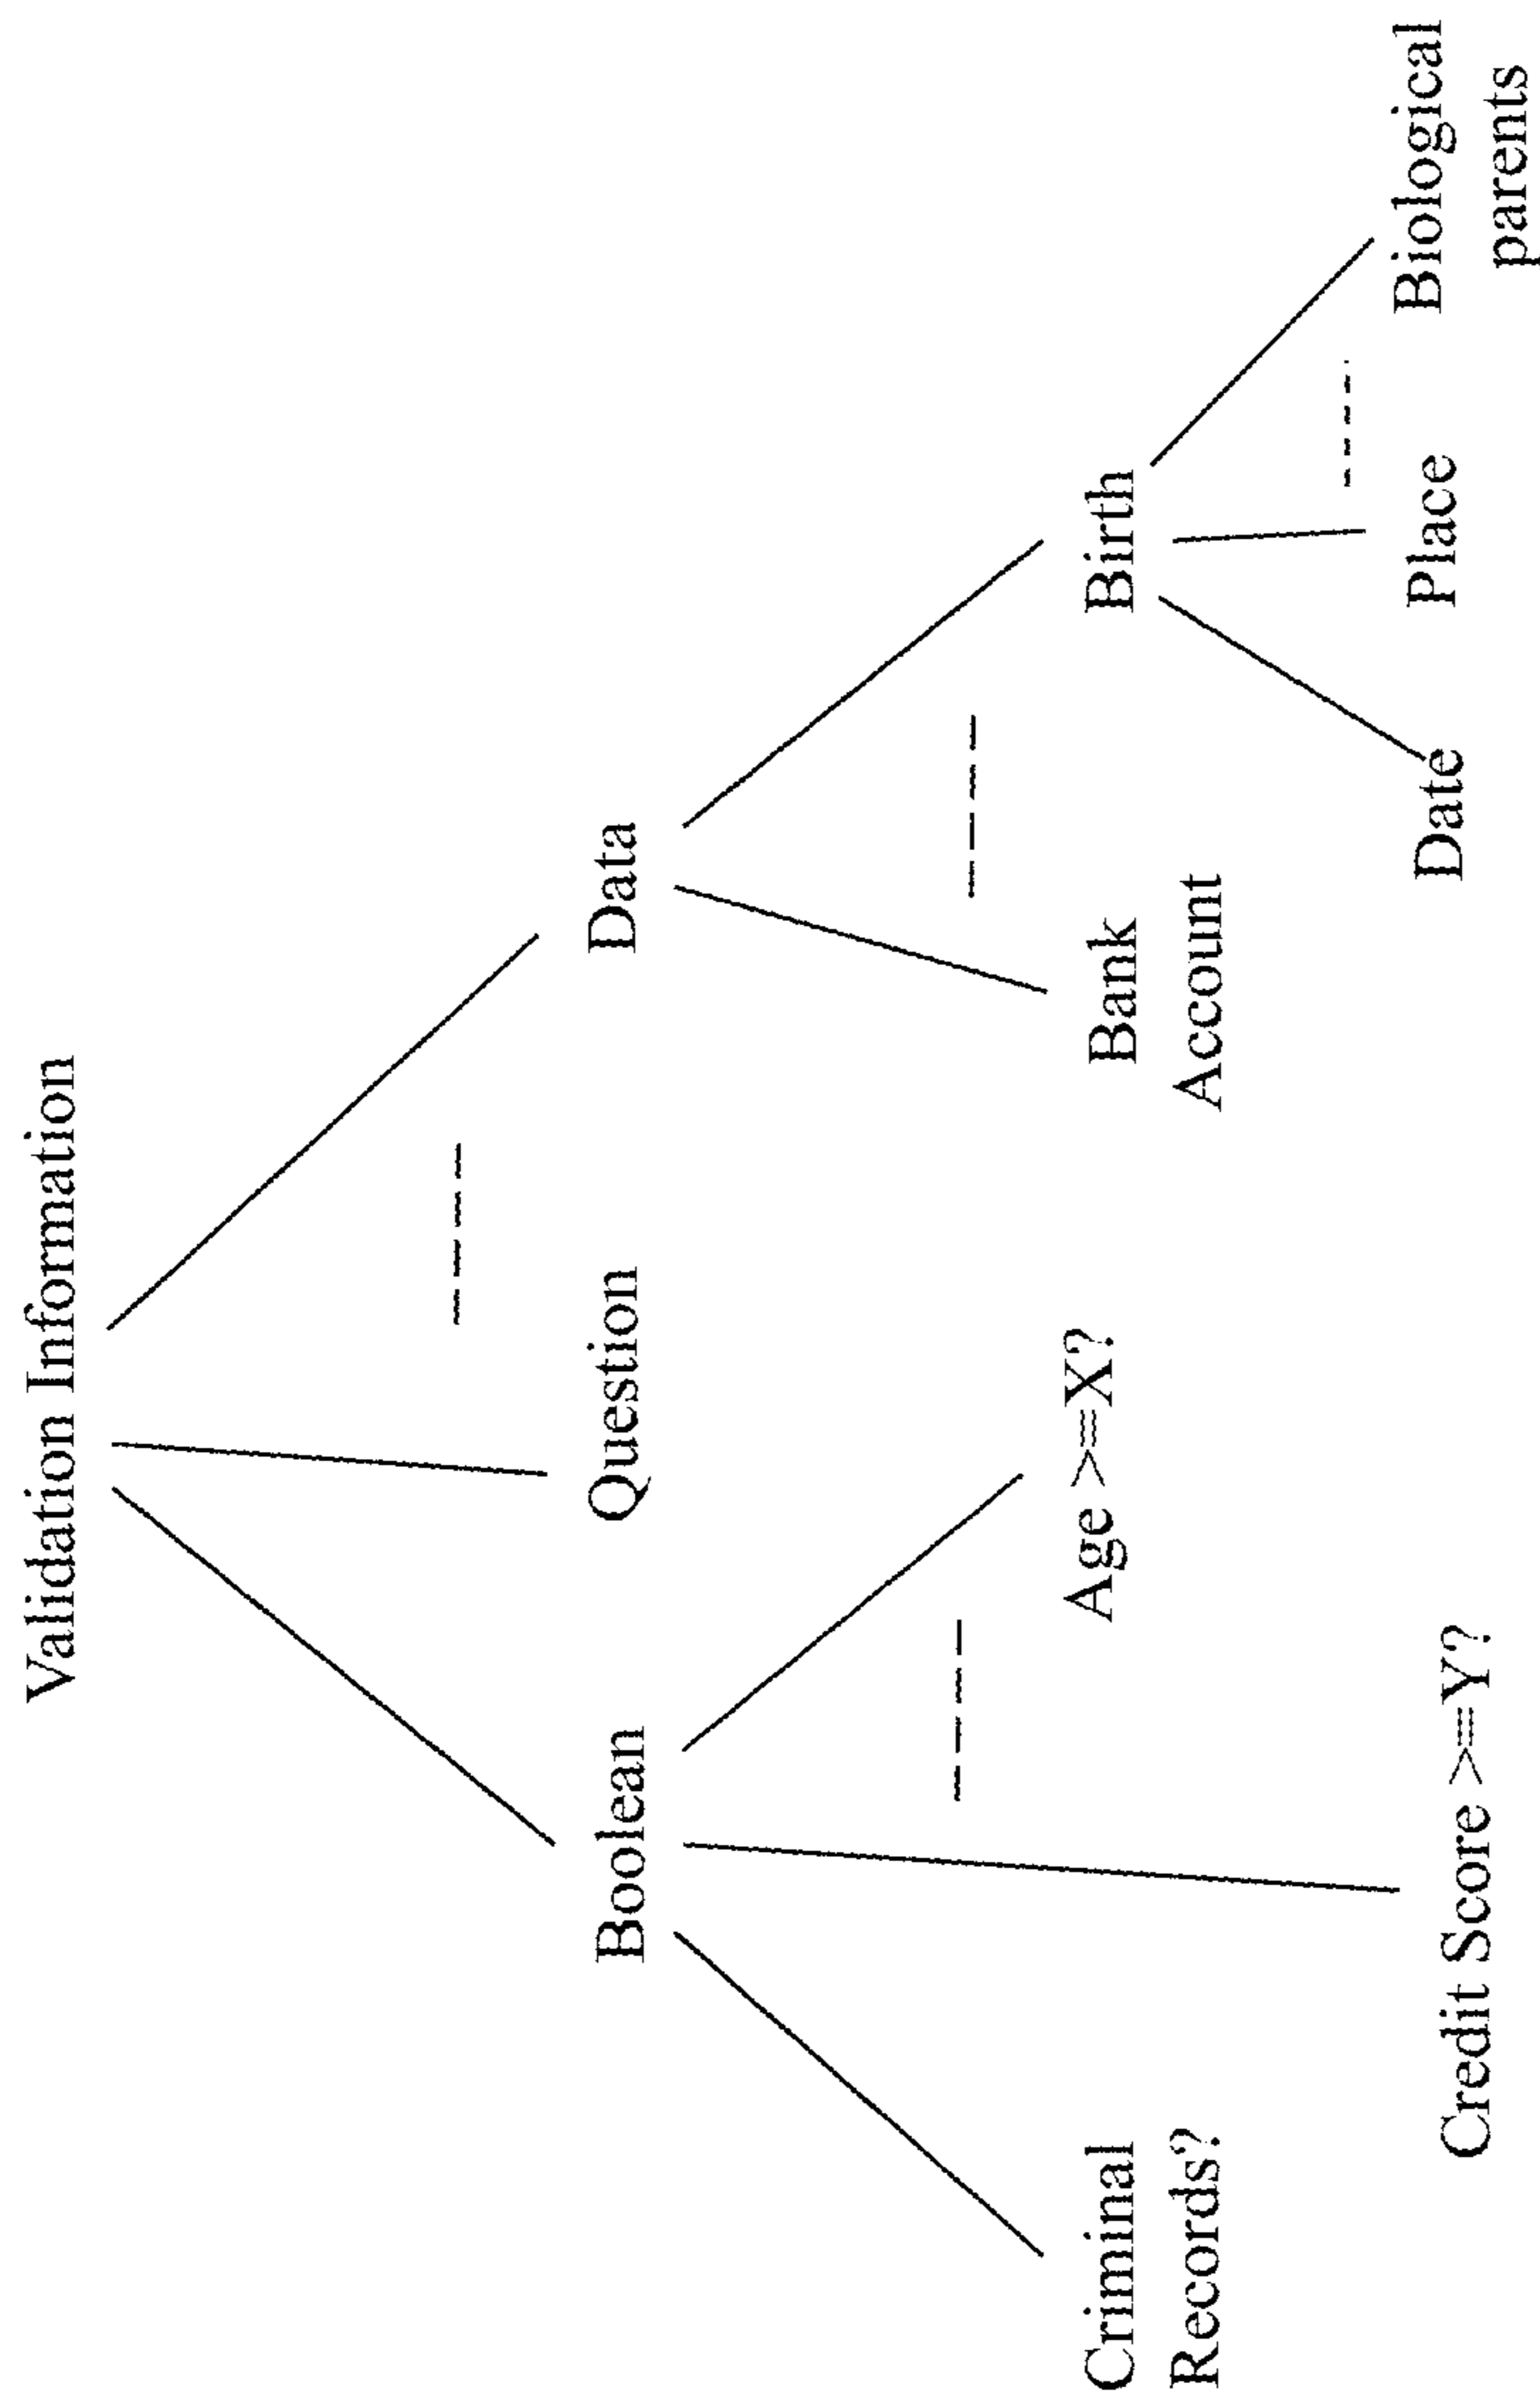 Validation Information
Boolean
Question
Data
Criminal
Records?
Age >=X?
Bank
Account
Birth
Credit Score >=Y?
Date
Place
Biological
parents